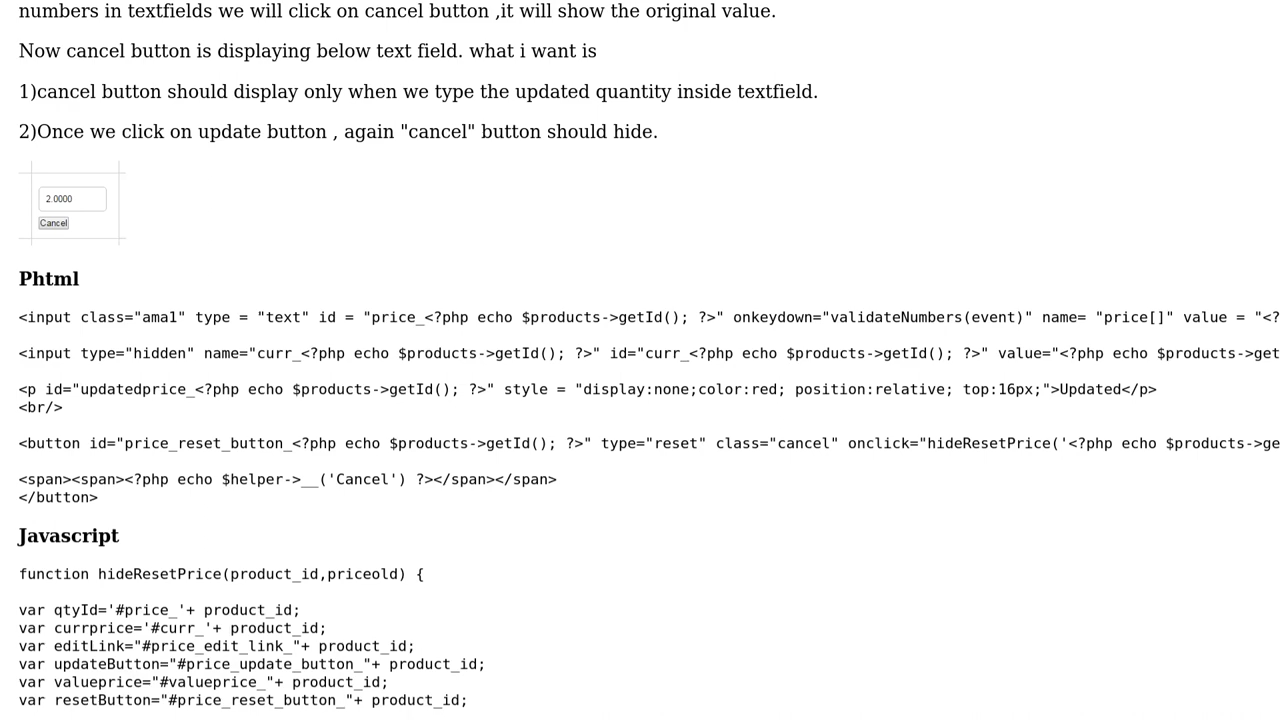 numbers in textfields we will click on cancel button ,it will show the original value.
Now cancel button is displaying below text field. what i want is
1)cancel button should display only when we type the updated quantity inside textfield.
2)Once we click on update button , again "cancel" button should hide.
2.0000
Cancel
Phtml
<input class="ama1" type = "text" id = "price_<?php echo $products->getId(); ?>" onkeydown="validateNumbers(event)" name= "price[]" value = "<?
<input type="hidden" name="curr_<?php echo $products->getId(); ?>" id="curr_<?php echo $products->getId(); ?>" value="<?php echo $products->get
<p id="updatedprice_<?php echo $products->getId(); ?>" style = "display:none;color:red; position:relative; top:16px;">Updated</p>
<br/>
<button id="price_reset_button_<?php echo $products->getId(); ?>" type="reset" class="cancel" onclick="hideResetPrice('<?php echo $products->ge
<span><span><?php echo $helper->__('Cancel') ?></span></span>
</button>
Javascript
function hideResetPrice(product_id,priceold) {
var qtyId='#price_'+ product_id;
var currprice='#curr_'+ product_id;
var editLink="#price_edit_link_"+ product_id;
var updateButton="#price_update_button_"+ product_id;
var valueprice="#valueprice_"+ product_id;
var resetButton="#price_reset_button_"+ product_id;